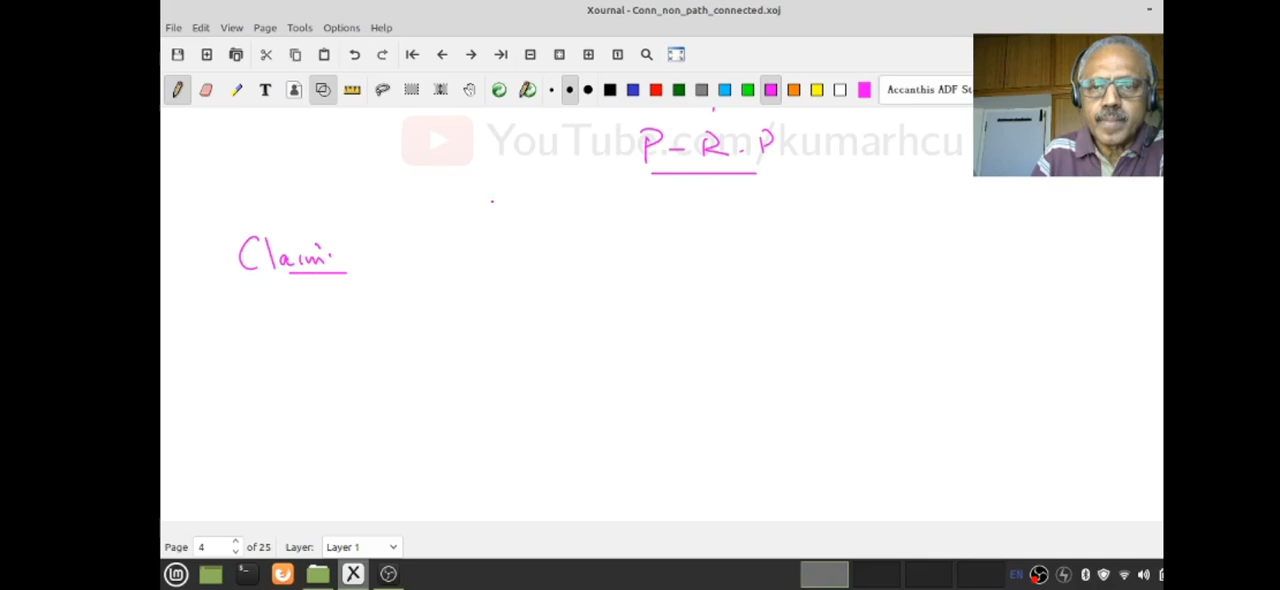 Xournal - Conn_non_path_connected.xoj
File Edit View Page Tools Options Help
T
Accanthis ADF St
YouTube.com/kumarhcu
P - R . P
Claim.
Page 4 of 25 Layer: Layer 1
X EN